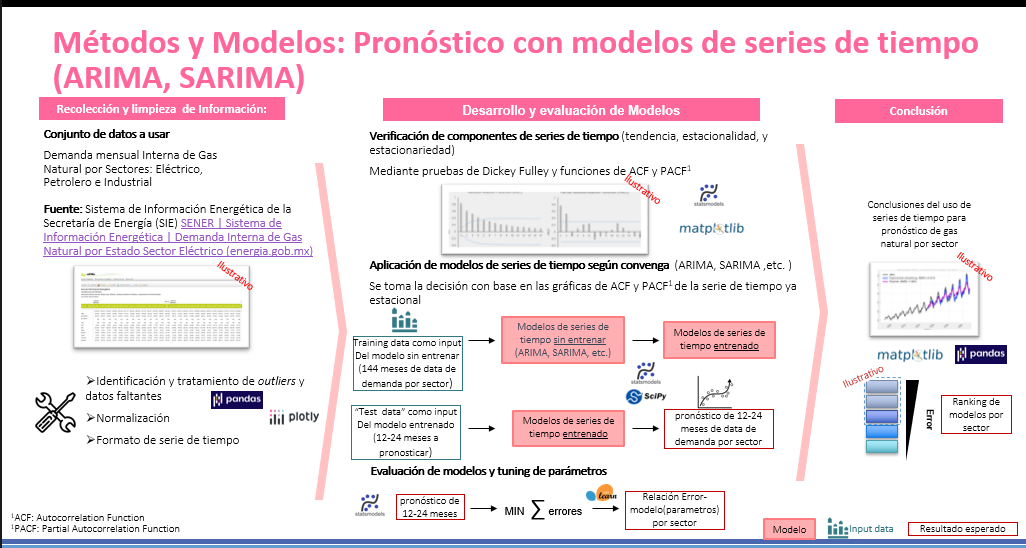 Métodos y Modelos: Pronóstico con modelos de series de tiempo
(ARIMA, SARIMA)
Recolección y limpieza de Información:
Conjunto de datos a usar
Demanda mensual Interna de Gas
Natural por Sectores: Eléctrico,
Petrolero e Industrial
Fuente: Sistema de Información Energética de la
Secretaría de Energía (SIE) SENER | Sistema de
Información Energética | Demanda Interna de Gas
Natural por Estado Sector Eléctrico (energia.gob.mx)
Ilustrativo
➢Identificación y tratamiento de outliers y
datos faltantes
pandas
➢Normalización
plotly
➢Formato de serie de tiempo
Desarrollo y evaluación de Modelos
Verificación de componentes de series de tiempo (tendencia, estacionalidad, y
estacionariedad)
Mediante pruebas de Dickey Fulley y funciones de ACF y PACF1
Ilustrativo
statsmodels
matplotlib
Aplicación de modelos de series de tiempo según convenga (ARIMA, SARIMA ,etc. )
Se toma la decisión con base en las gráficas de ACF y PACF1 de la serie de tiempo ya
estacional
Training data como input
Del modelo sin entrenar
(144 meses de data de
demanda por sector)
Modelos de series de
tiempo sin entrenar
(ARIMA, SARIMA, etc.)
Modelos de series de
tiempo entrenado
statsmodels
SciPy
“Test data” como input
Del modelo entrenado
(12-24 meses a
pronosticar)
Modelos de series de
tiempo entrenado
pronóstico de 12-24
meses de data de
demanda por sector
Evaluación de modelos y tuning de parámetros
statsmodels
pronóstico de
12-24 meses
MIN ∑ errores
learn
Relación Error-
modelo(parametros)
por sector
Conclusión
Conclusiones del uso de
series de tiempo para
pronóstico de gas
natural por sector
Ilustrativo
matplotlib
pandas
Ilustrativo
Error
Ranking de
modelos por
sector
1ACF: Autocorrelation Function
1PACF: Partial Autocorrelation Function
Modelo
Input data
Resultado esperado